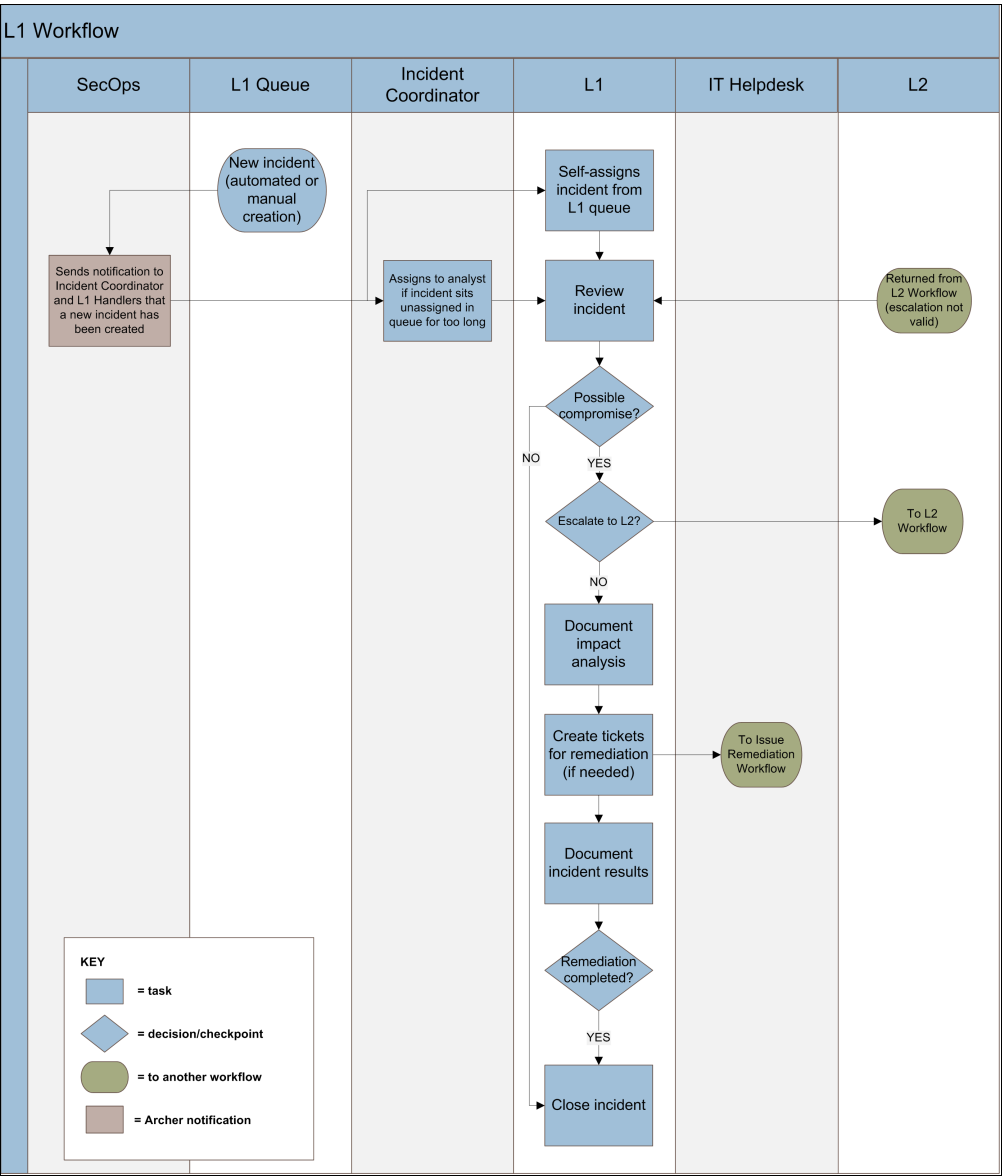 L1 Workflow
SecOps
L1 Queue
Incident
Coordinator
L1
IT Helpdesk
L2
New incident
(automated or
manual
creation)
Self-assigns
incident from
L1 queue
Sends notification to
Incident Coordinator
and L1 Handlers that
a new incident has
been created
Assigns to analyst
if incident sits
unassigned in
queue for too long
Review
incident
Returned from
L2 Workflow
(escalation not
valid)
Possible
compromise?
NO
YES
Escalate to L2?
To L2
Workflow
NO
Document
impact
analysis
Create tickets
for remediation
(if needed)
To Issue
Remediation
Workflow
Document
incident results
Remediation
completed?
YES
Close incident
KEY
= task
= decision/checkpoint
= to another workflow
= Archer notification